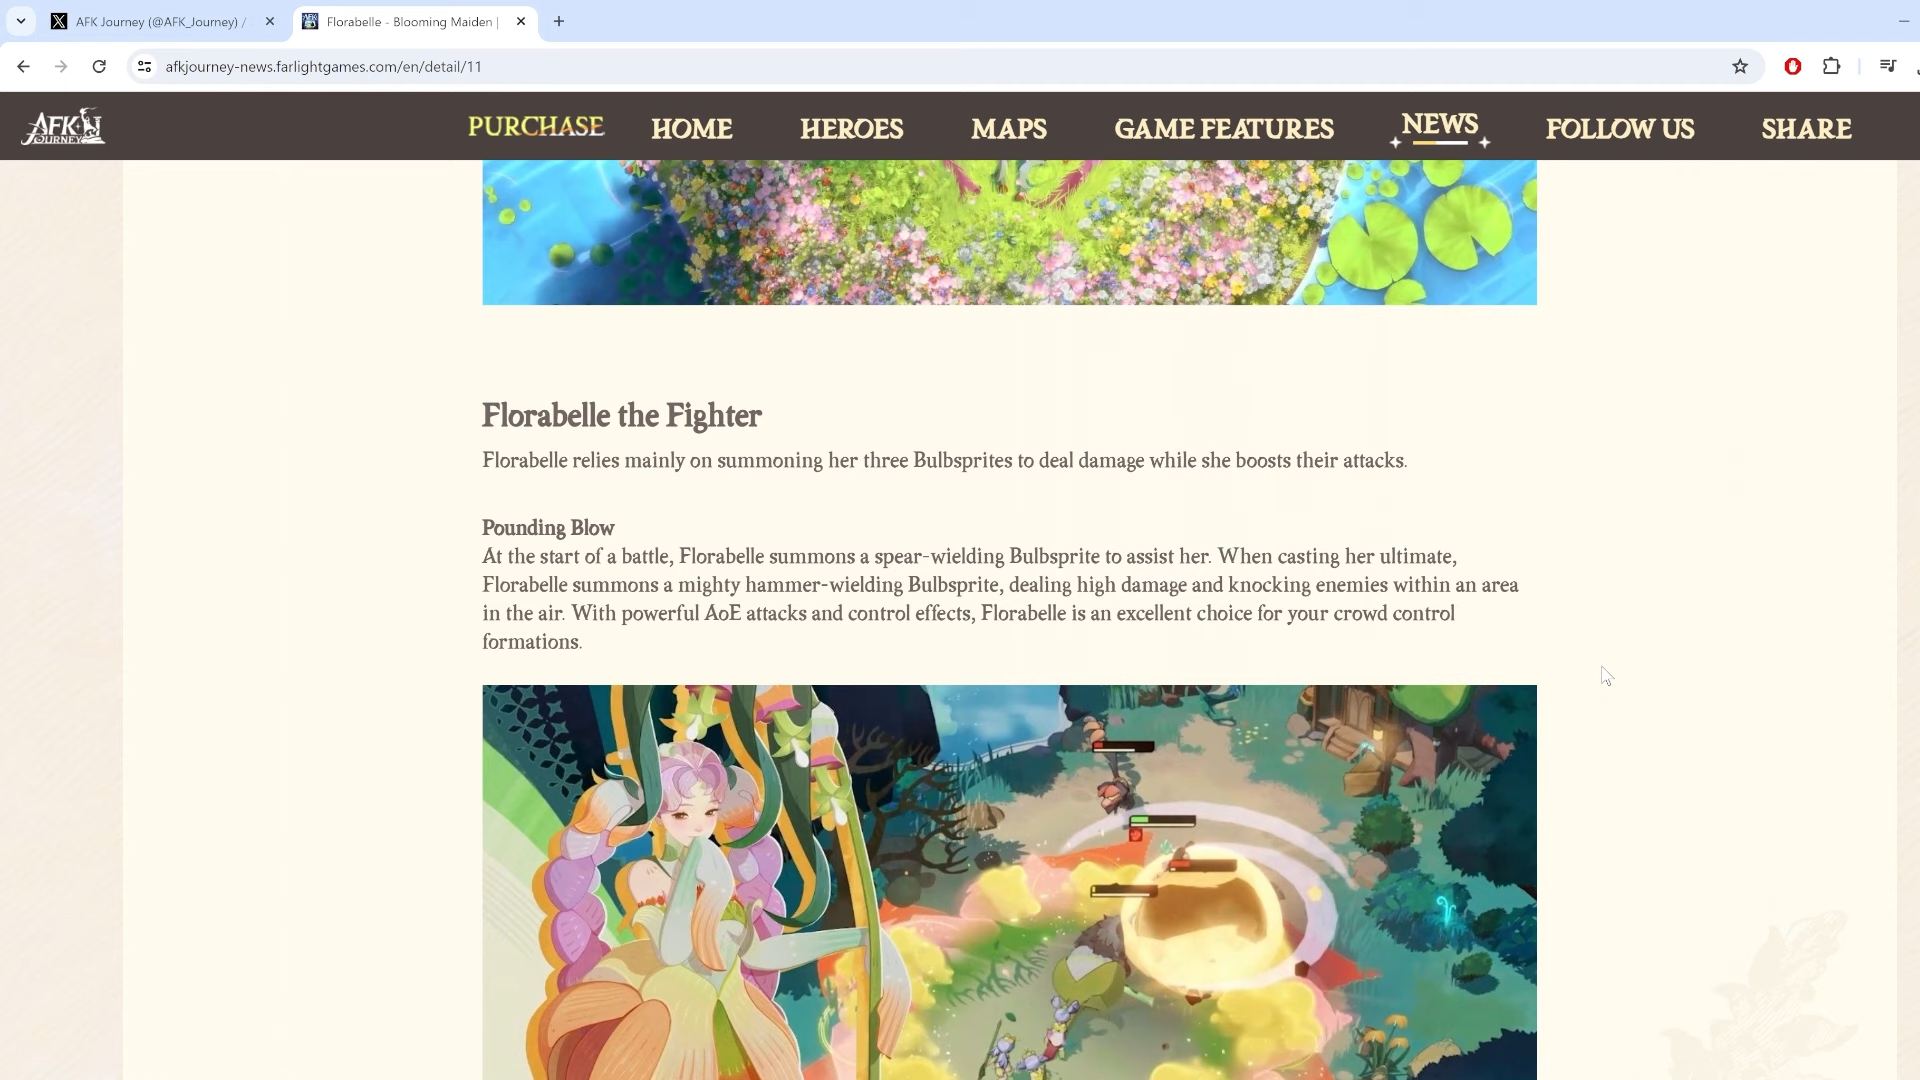 AFK Journey (@AFK_Journey) /
Florabelle - Blooming Maiden |
afkjourney-news.farlightgames.com/en/detail/11
AFK JOURNEY
PURCHASE
HOME
HEROES
MAPS
GAME FEATURES
NEWS
FOLLOW US
SHARE
Florabelle the Fighter
Florabelle relies mainly on summoning her three Bulbsprites to deal damage while she boosts their attacks.
Pounding Blow
At the start of a battle, Florabelle summons a spear-wielding Bulbsprite to assist her. When casting her ultimate,
Florabelle summons a mighty hammer-wielding Bulbsprite, dealing high damage and knocking enemies within an area
in the air. With powerful AoE attacks and control effects, Florabelle is an excellent choice for your crowd control
formations.